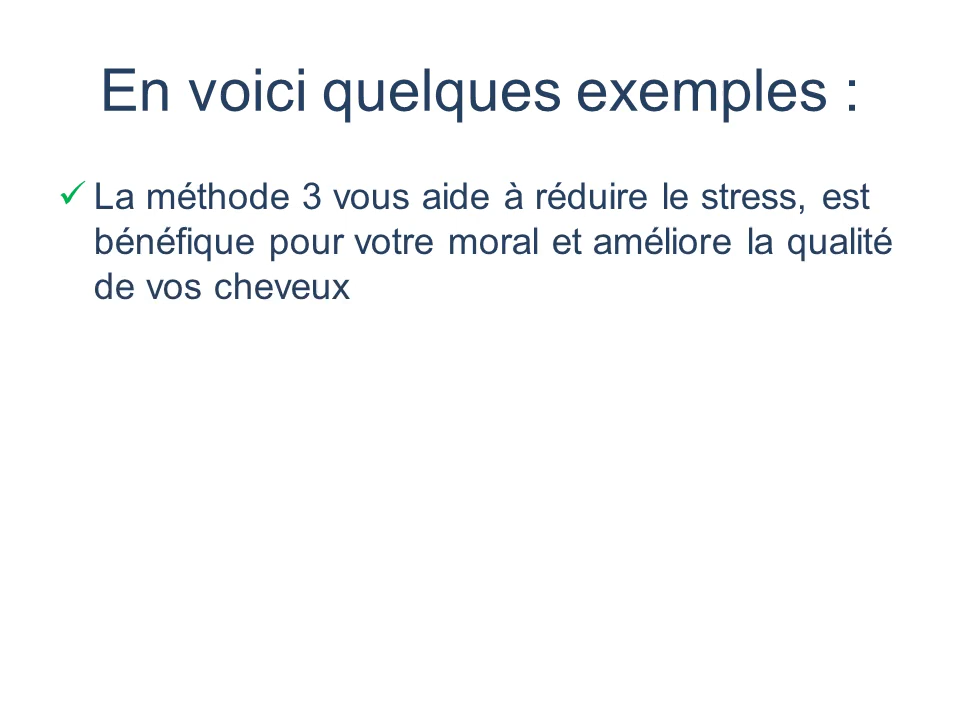 En voici quelques exemples :
La méthode 3 vous aide à réduire le stress, est
bénéfique pour votre moral et améliore la qualité
de vos cheveux